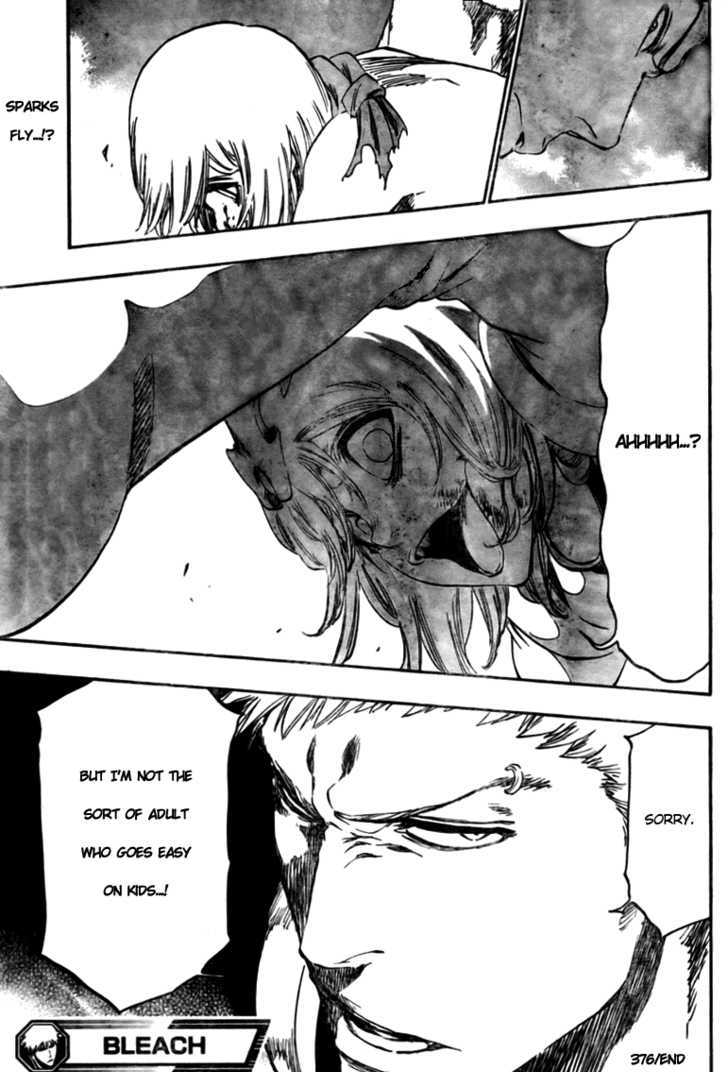 SPARKS
FLY...!?
AHHHHH...?
SORRY.
BUT I'M NOT THE
SORT OF ADULT
WHO GOES EASY
ON KIDS...!
BLEACH
376/END